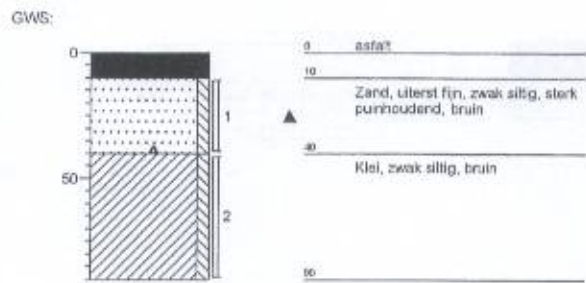 GWS:
0
50
1
2
0 asfalt
10
Zand, uiterst fijn, zwak siltig, sterk
puinhoudend, bruin
40
Klei, zwak siltig, bruin
90